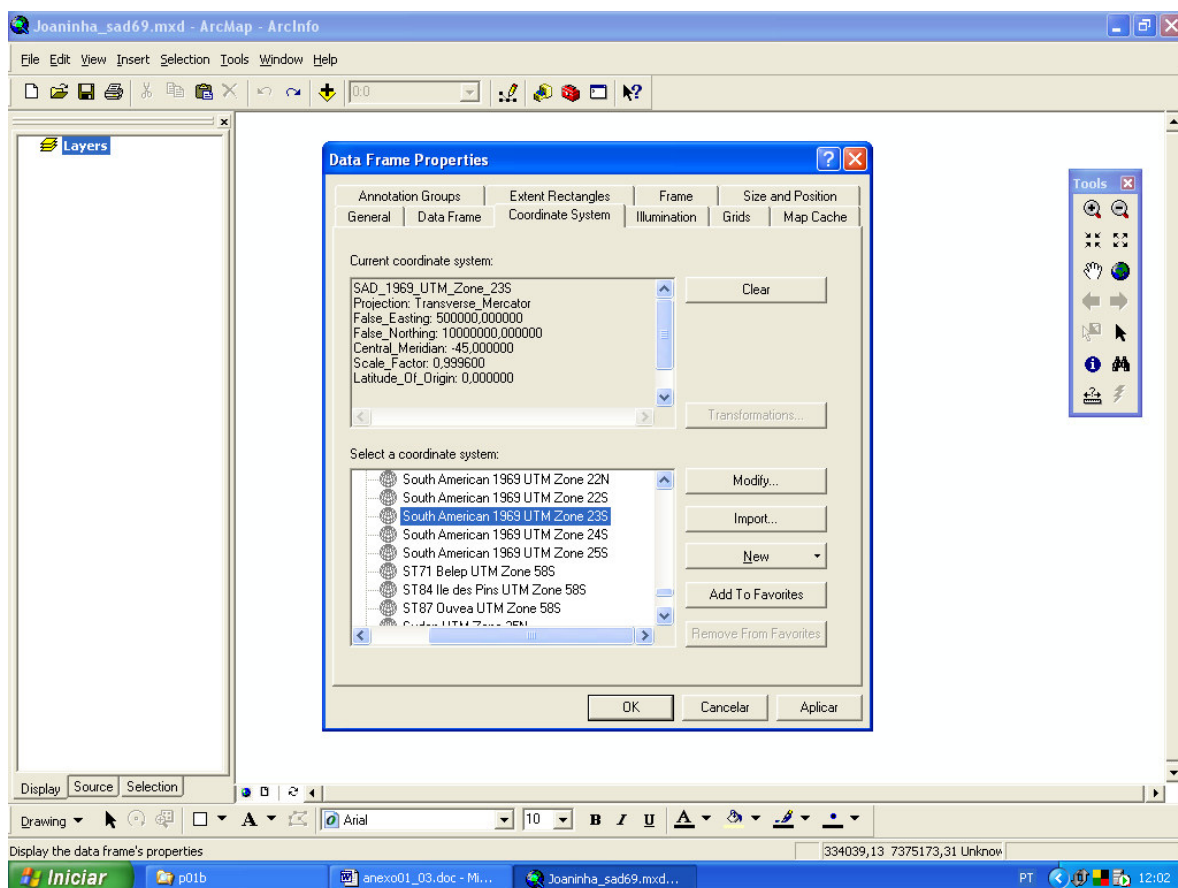 Joaninha_sad69.mxd - ArcMap - ArcInfo
File Edit View Insert Selection Tools Window Help
0:0
Layers
Data Frame Properties
Annotation Groups Extent Rectangles Frame Size and Position
General Data Frame Coordinate System Illumination Grids Map Cache
Current coordinate system:
SAD_1969_UTM_Zone_23S
Projection: Transverse_Mercator
False_Easting: 500000,000000
False_Northing: 10000000,000000
Central_Meridian: -45,000000
Scale_Factor: 0,999600
Latitude_Of_Origin: 0,000000
Clear
Transformations...
Select a coordinate system:
South American 1969 UTM Zone 22N
South American 1969 UTM Zone 22S
South American 1969 UTM Zone 23S
South American 1969 UTM Zone 24S
South American 1969 UTM Zone 25S
ST71 Belep UTM Zone 58S
ST84 Ile des Pins UTM Zone 58S
ST87 Ouvea UTM Zone 58S
Modify...
Import...
New
Add To Favorites
Remove From Favorites
OK Cancelar Aplicar
Tools
Display Source Selection
Drawing A Arial 10 B I U A
Display the data frame's properties
334039,13 7375173,31 Unknow
Iniciar p01b anexo01_03.doc - Mi... Joaninha_sad69.mxd... PT 12:02